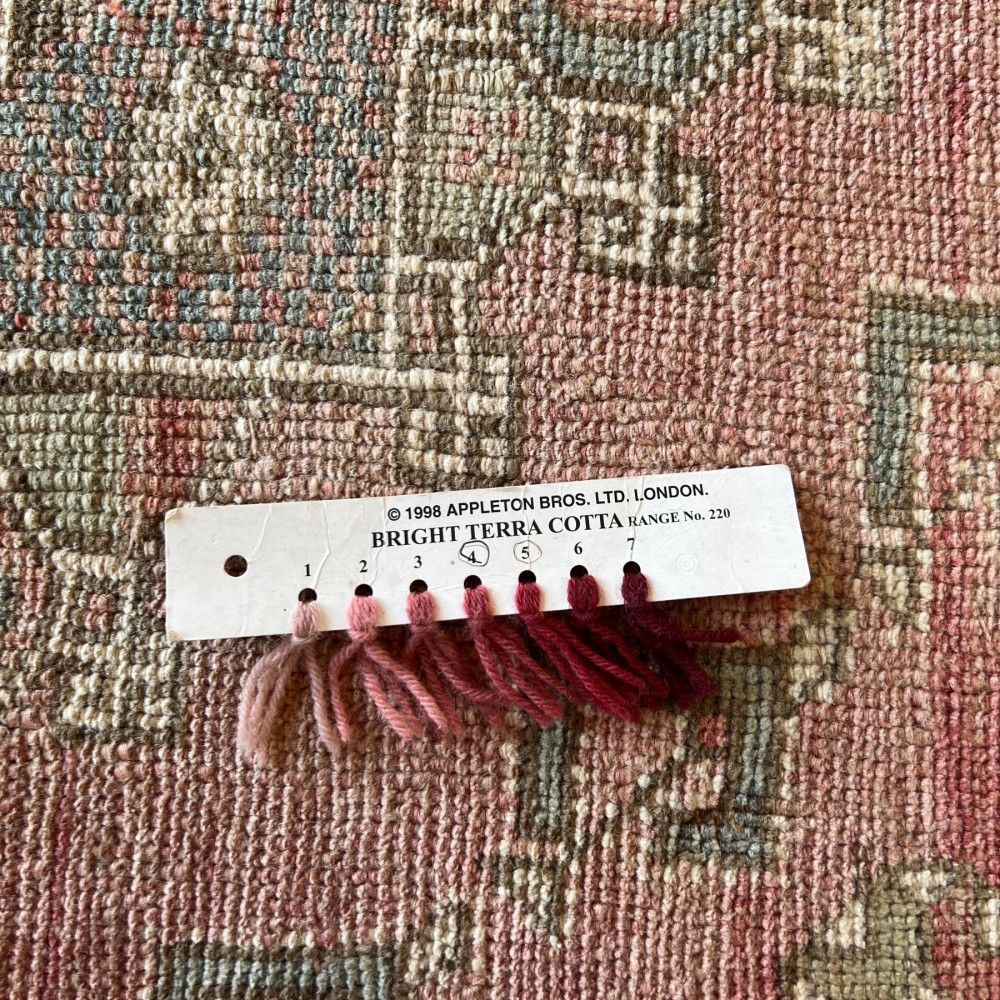 © 1998 APPLETON BROS. LTD. LONDON.
BRIGHT TERRA COTTA RANGE No. 220
1 2 3 4 5 6 7